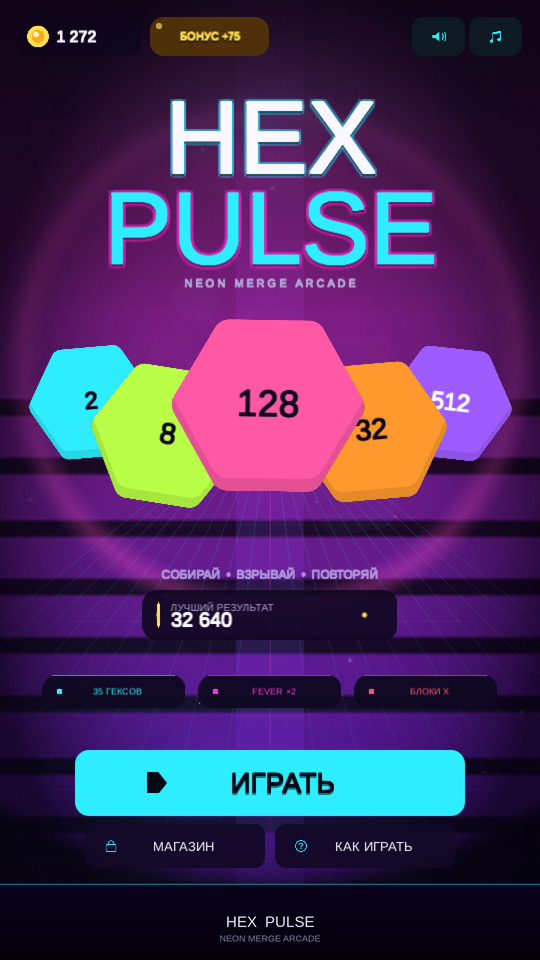 1 272
БОНУС +75
HEX
PULSE
NEON MERGE ARCADE
2
8
128
32
512
СОБИРАЙ • ВЗРЫВАЙ • ПОВТОРЯЙ
ЛУЧШИЙ РЕЗУЛЬТАТ
32 640
35 ГЕКСОВ
FEVER ×2
БЛОКИ X
ИГРАТЬ
МАГАЗИН
КАК ИГРАТЬ
HEX PULSE
NEON MERGE ARCADE